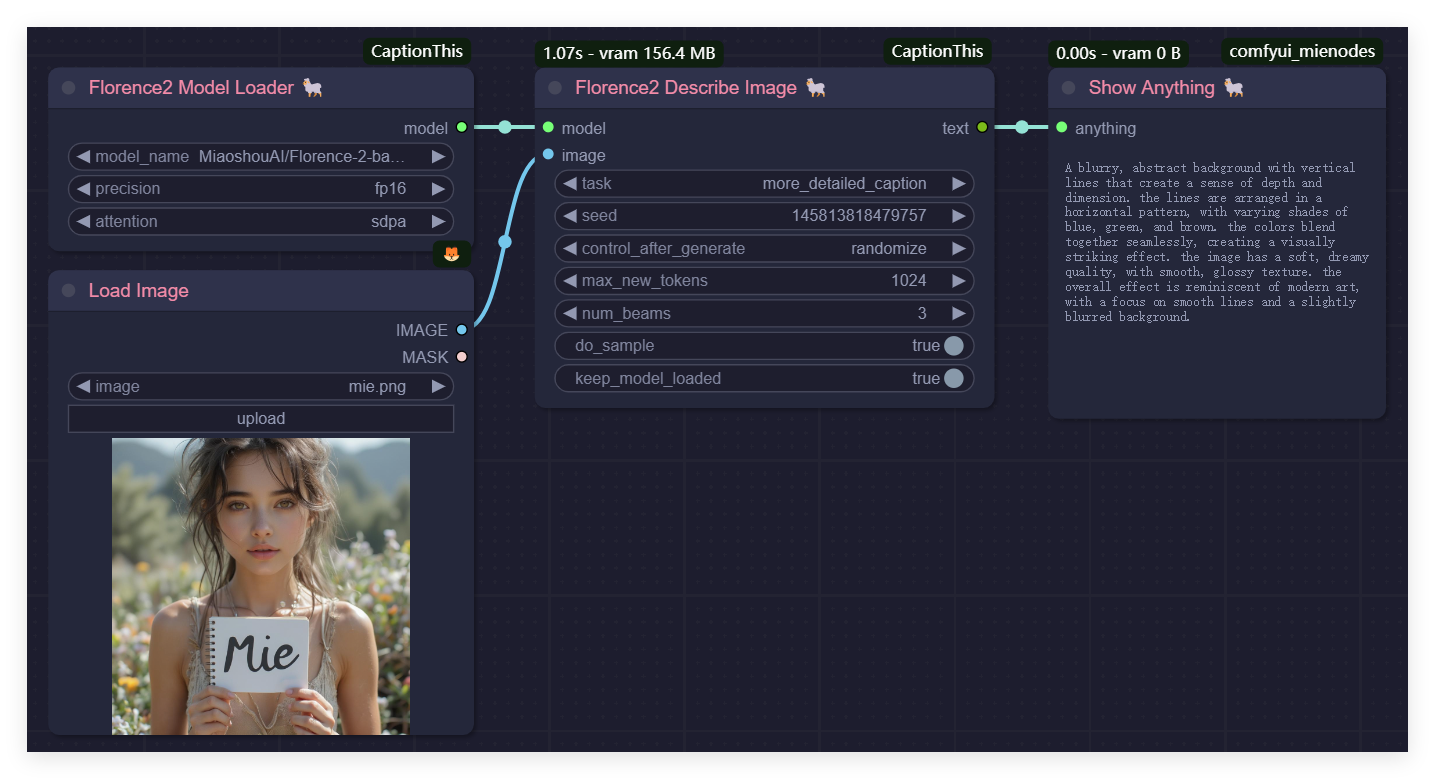 CaptionThis
Florence2 Model Loader
model
model_name MiaoshouAI/Florence-2-ba...
precision fp16
attention sdpa
Load Image
IMAGE
MASK
image mie.png
upload
Mie
1.07s - vram 156.4 MB CaptionThis
Florence2 Describe Image
model text
image
task more_detailed_caption
seed 145813818479757
control_after_generate randomize
max_new_tokens 1024
num_beams 3
do_sample true
keep_model_loaded true
0.00s - vram 0 B comfyui_mienodes
Show Anything
anything
A blurry, abstract background with vertical
lines that create a sense of depth and
dimension. the lines are arranged in a
horizontal pattern, with varying shades of
blue, green, and brown. the colors blend
together seamlessly, creating a visually
striking effect. the image has a soft, dreamy
quality, with smooth, glossy texture. the
overall effect is reminiscent of modern art,
with a focus on smooth lines and a slightly
blurred background.